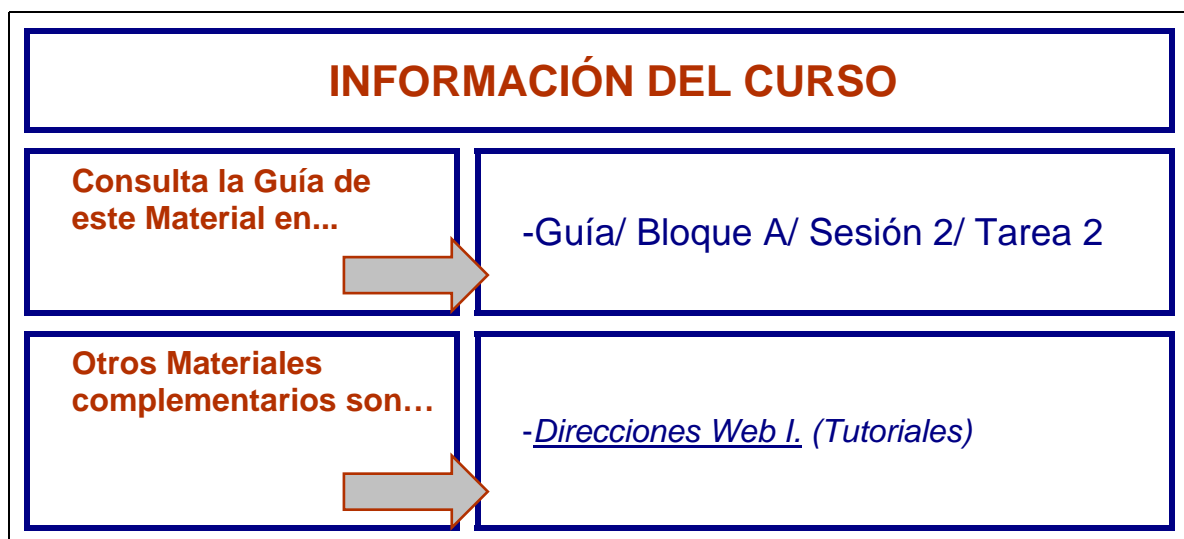 INFORMACIÓN DEL CURSO
Consulta la Guía de
este Material en...
-Guía/ Bloque A/ Sesión 2/ Tarea 2
Otros Materiales
complementarios son…
-Direcciones Web I. (Tutoriales)